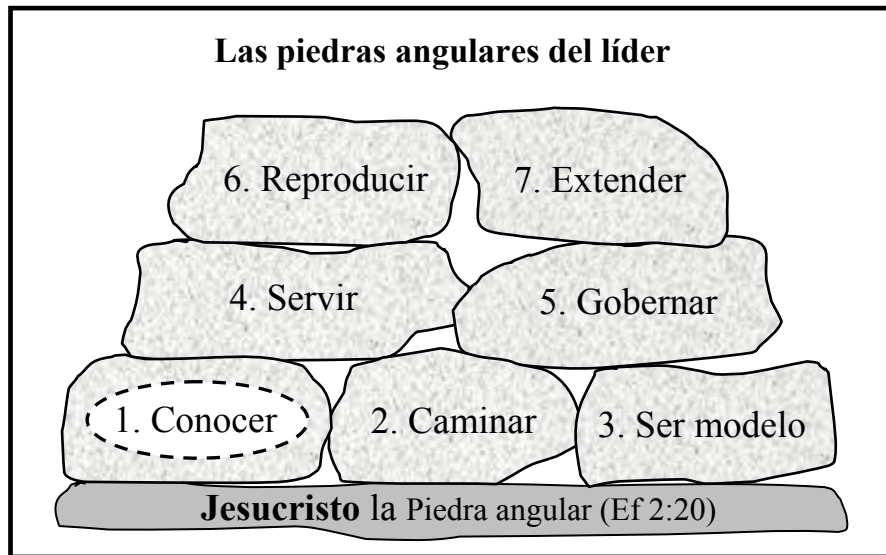 Las piedras angulares del líder
6. Reproducir
7. Extender
4. Servir
5. Gobernar
1. Conocer
2. Caminar
3. Ser modelo
Jesucristo la Piedra angular (Ef 2:20)